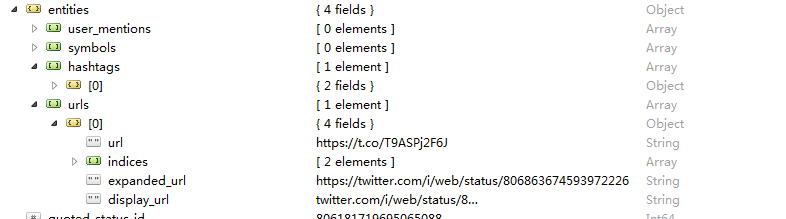 entities { 4 fields } Object
user_mentions [ 0 elements ] Array
symbols [ 0 elements ] Array
hashtags [ 1 element ] Array
[0] { 2 fields } Object
urls [ 1 element ] Array
[0] { 4 fields } Object
url https://t.co/T9ASPj2F6J String
indices [ 2 elements ] Array
expanded_url https://twitter.com/i/web/status/806863674593972226 String
display_url twitter.com/i/web/status/8... String
quoted_status_id 806181719695065088 Int64